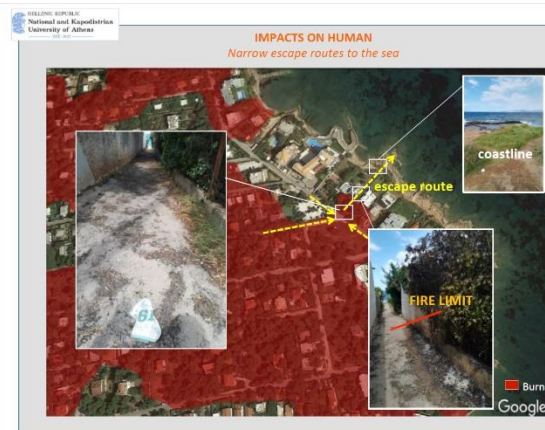 HELLENIC REPUBLIC
National and Kapodistrian
University of Athens
IMPACTS ON HUMAN
Narrow escape routes to the sea
coastline
escape route
FIRE LIMIT
61
Burn
Google